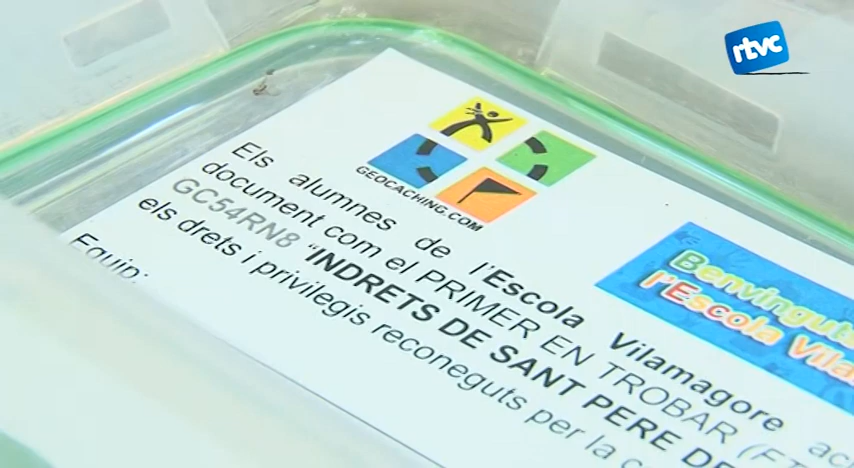 rtvc
GEOCACHING.COM
Benvinguts
l'Escola
Els alumnes de l'Escola Vilamagore
document com el PRIMER EN TROBAR
GC54RN8 "INDRETS DE SANT PERE DE
els drets i privilegis reconeguts per la
Equip: